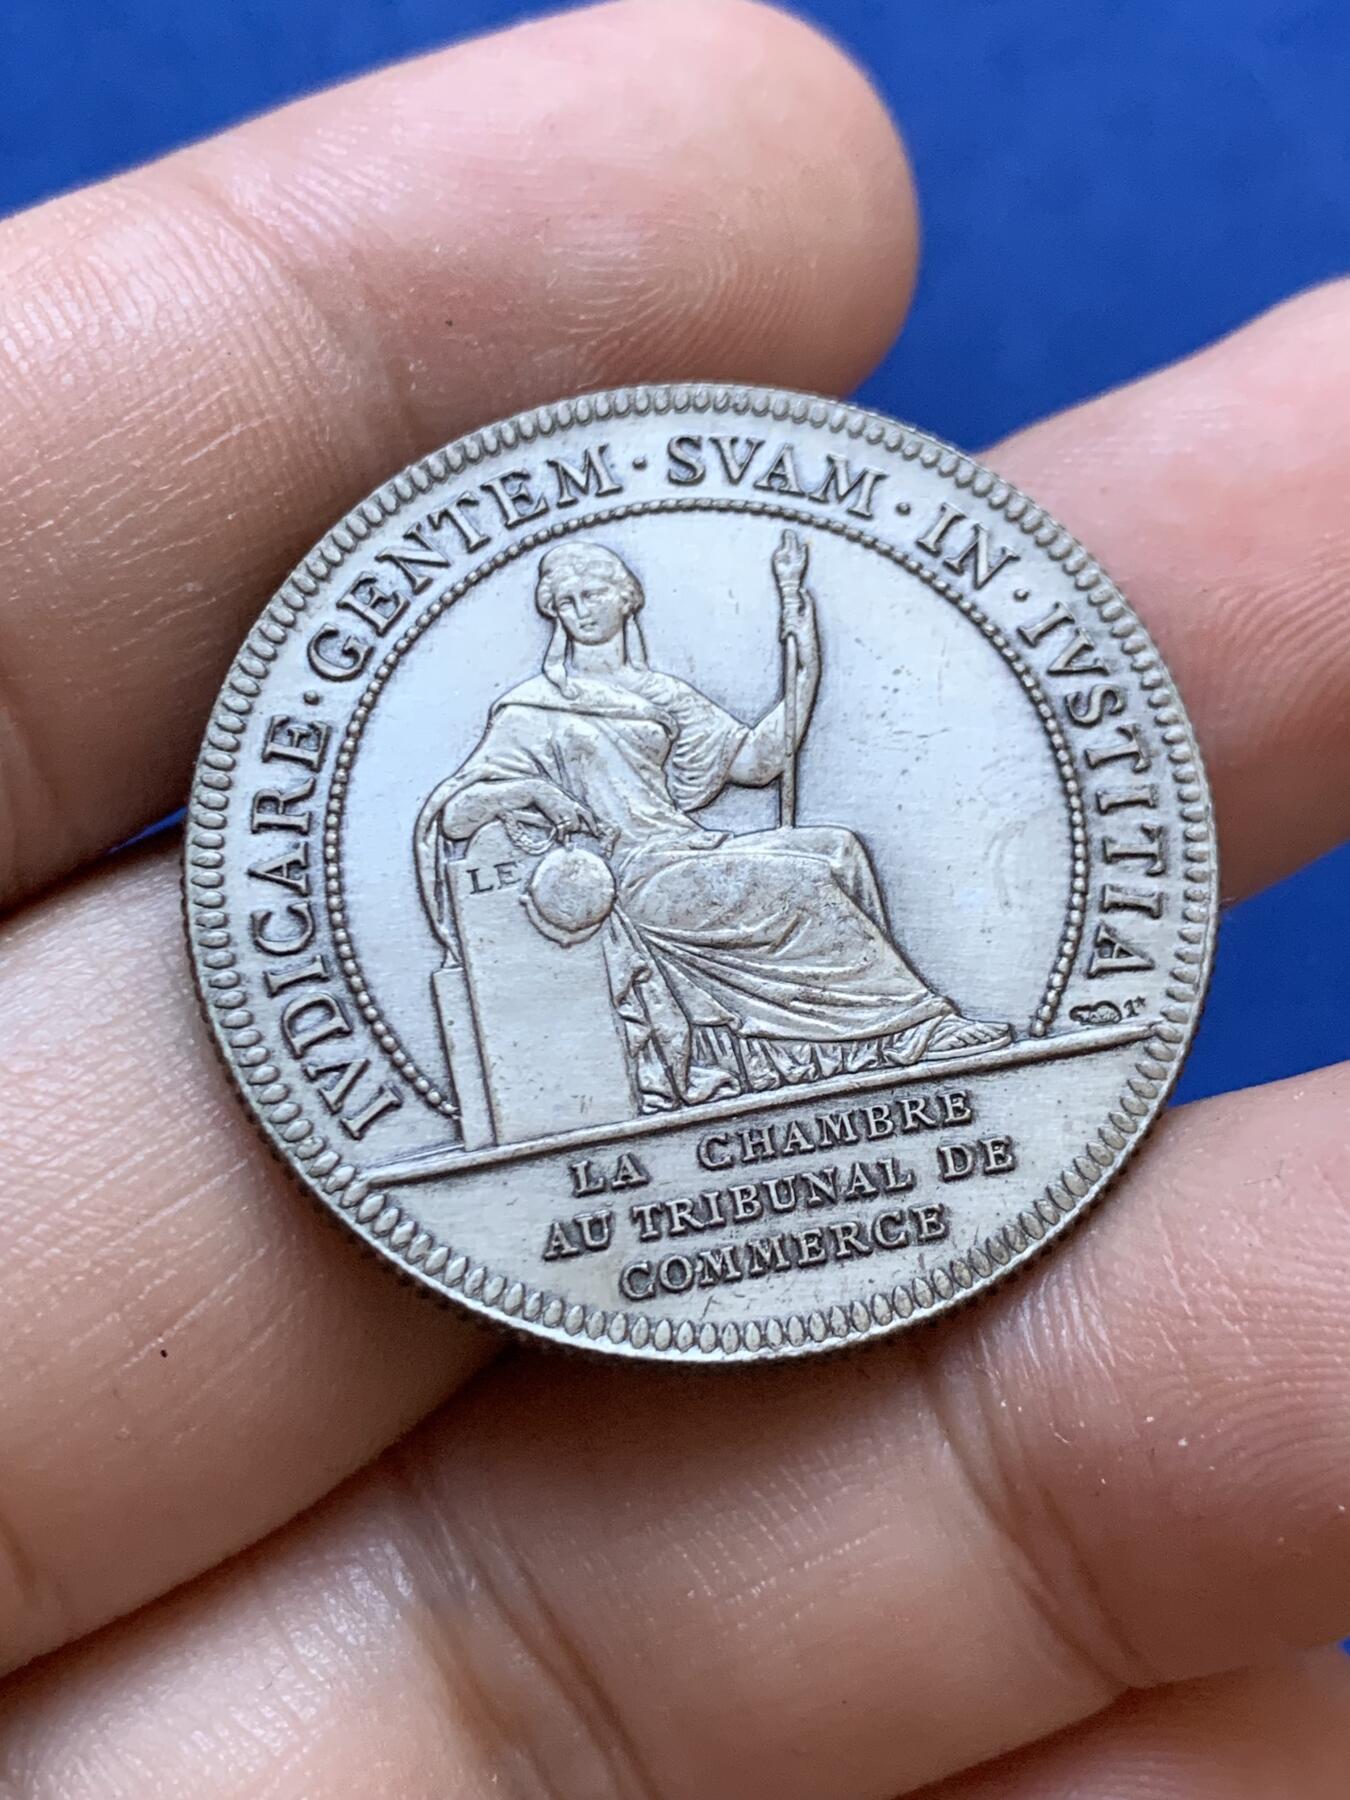 IVDICARE · GENTEM · SVAM · IN · IVSTITIA
LE
LA CHAMBRE
AU TRIBUNAL DE
COMMERCE